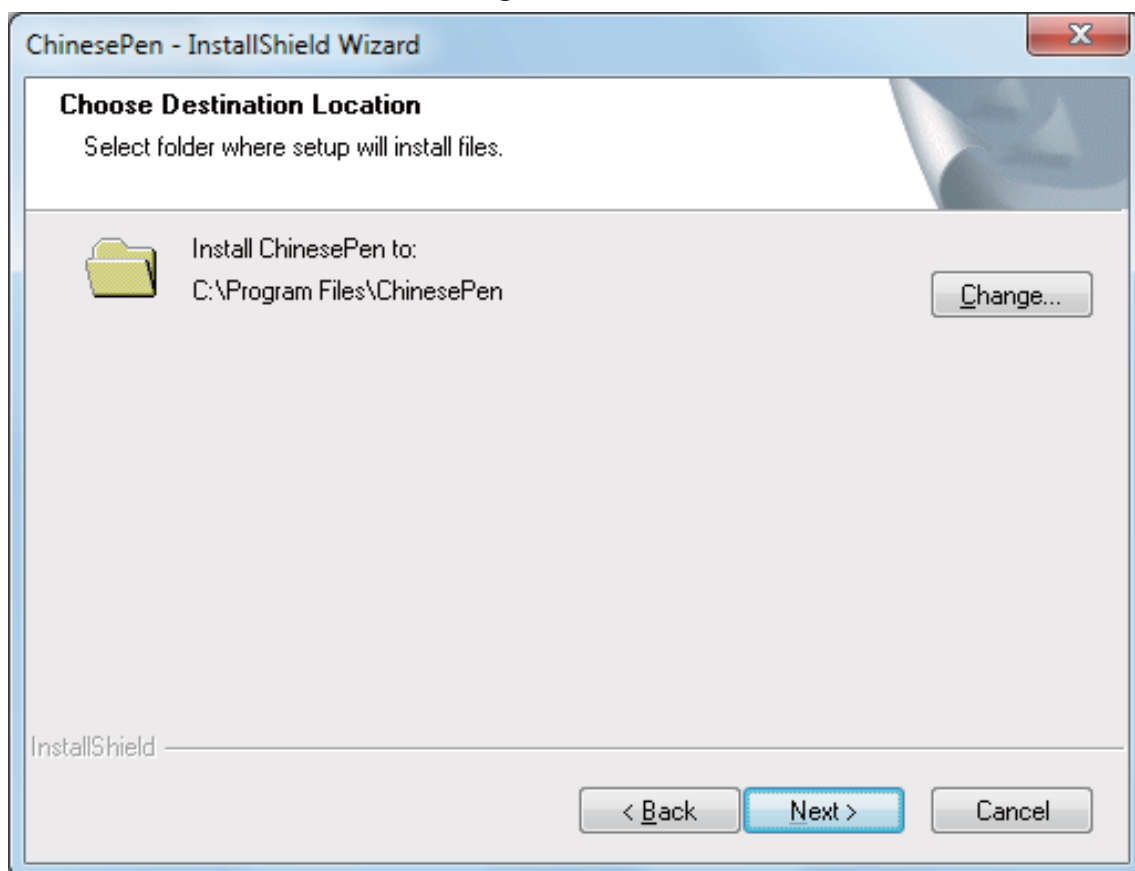 ChinesePen - InstallShield Wizard
Choose Destination Location
Select folder where setup will install files.
Install ChinesePen to:
C:\Program Files\ChinesePen
Change...
InstallShield
< Back Next > Cancel